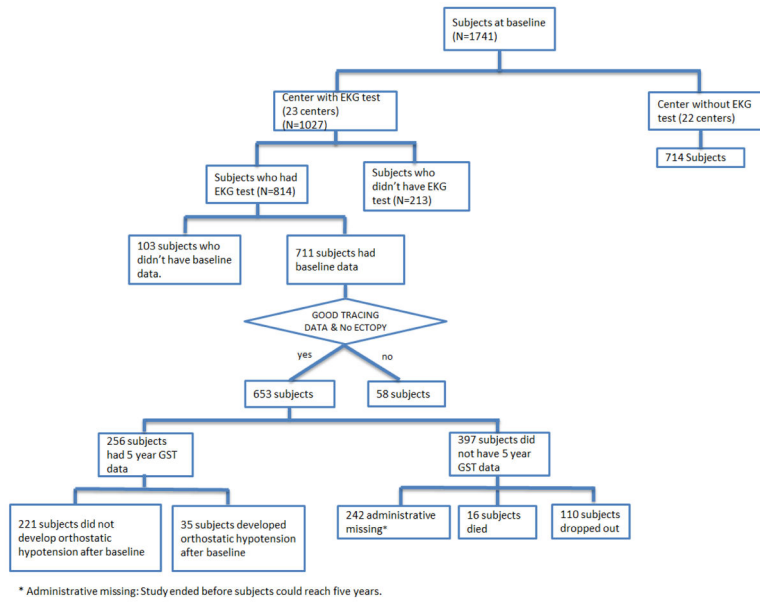 Subjects at baseline
(N=1741)
Center with EKG test
(23 centers)
(N=1027)
Center without EKG
test (22 centers)
714 Subjects
Subjects who had
EKG test (N=814)
Subjects who
didn't have EKG
test (N=213)
103 subjects who
didn't have baseline
data.
711 subjects had
baseline data
GOOD TRACING
DATA & No ECTOPY
yes
no
653 subjects
58 subjects
256 subjects
had 5 year GST
data
397 subjects did
not have 5 year
GST data
221 subjects did not
develop orthostatic
hypotension after baseline
35 subjects developed
orthostatic hypotension
after baseline
242 administrative
missing*
16 subjects
died
110 subjects
dropped out
* Administrative missing: Study ended before subjects could reach five years.